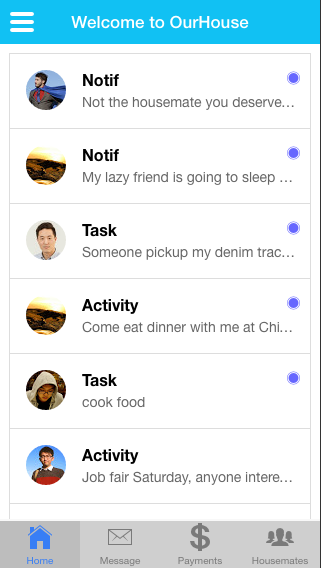 Welcome to OurHouse
Notif
Not the housemate you deserve...
Notif
My lazy friend is going to sleep ...
Task
Someone pickup my denim trac...
Activity
Come eat dinner with me at Chi...
Task
cook food
Activity
Job fair Saturday, anyone intere...
$
Home
Message
Payments
Housemates